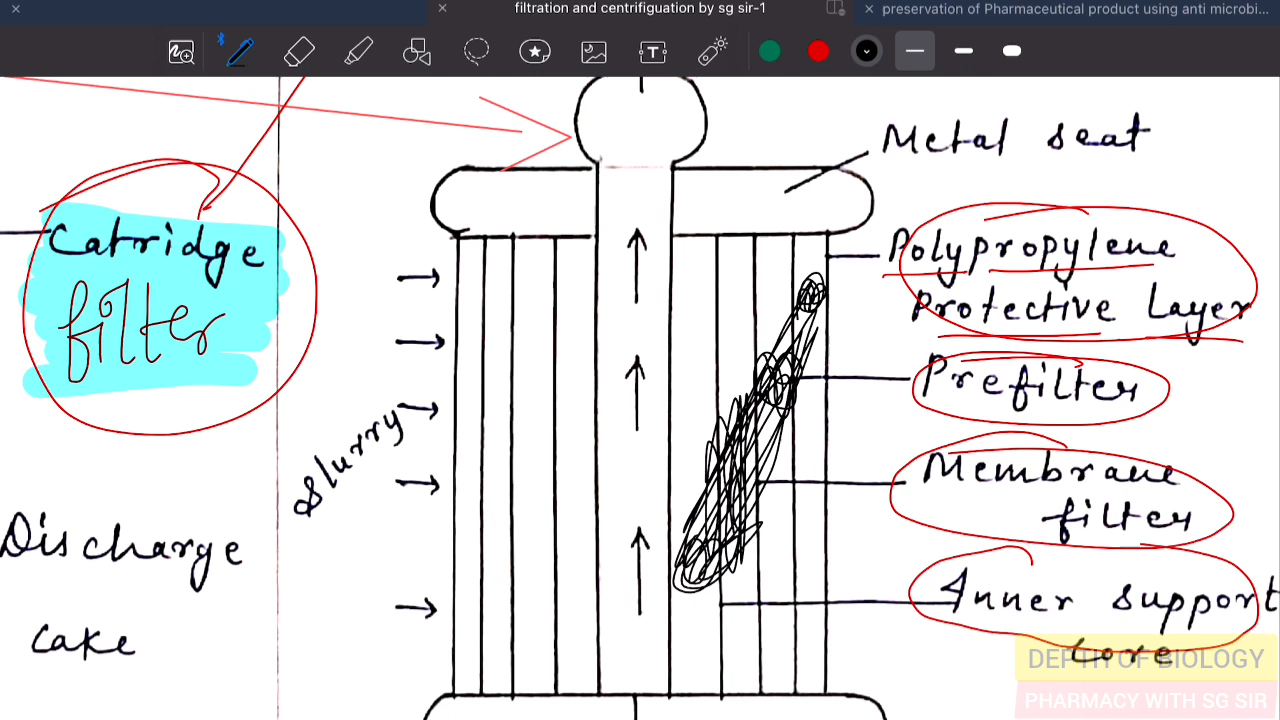 filtration and centrifiguation by sg sir-1
preservation of Pharmaceutical product using anti microbi...
Metal seat
Catridge
filter
Polypropylene
Protective Layer
Prefilter
Slurry
Membrane
filter
Discharge
Cake
Inner support
core
DEPTH OF BIOLOGY
PHARMACY WITH SG SIR